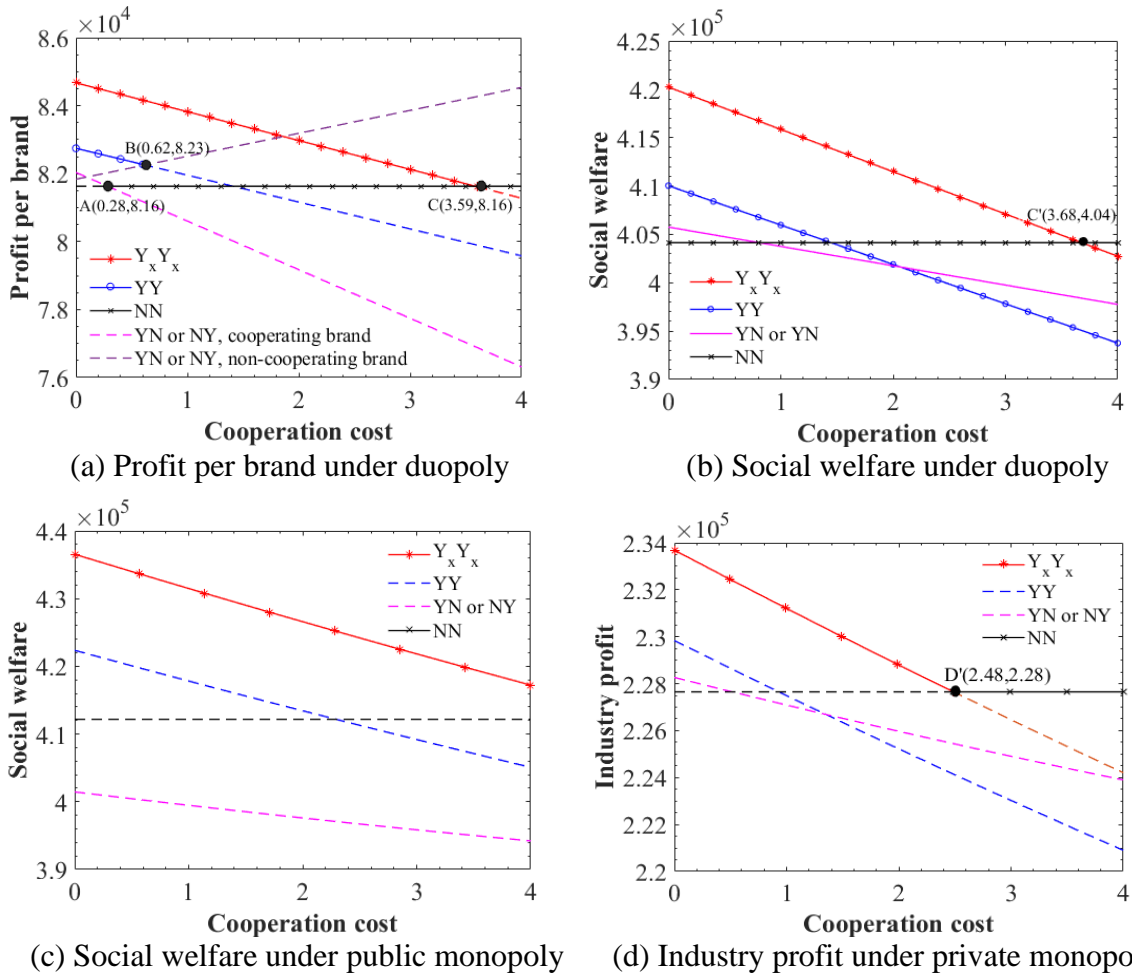 ×10⁴
8.6
8.4
8.2
8
7.8
7.6
Profit per brand
B(0.62,8.23)
A(0.28,8.16)
C(3.59,8.16)
YₓYₓ
YY
NN
YN or NY, cooperating brand
YN or NY, non-cooperating brand
0 1 2 3 4
Cooperation cost
(a) Profit per brand under duopoly
×10⁵
4.25
4.2
4.15
4.1
4.05
4
3.95
3.9
Social welfare
C'(3.68,4.04)
YₓYₓ
YY
YN or YN
NN
0 1 2 3 4
Cooperation cost
(b) Social welfare under duopoly
×10⁵
4.4
4.3
4.2
4.1
4
3.9
Social welfare
YₓYₓ
YY
YN or NY
NN
0 1 2 3 4
Cooperation cost
(c) Social welfare under public monopoly
×10⁵
2.34
2.32
2.3
2.28
2.26
2.24
2.22
2.2
Industry profit
YₓYₓ
YY
YN or NY
NN
D'(2.48,2.28)
0 1 2 3 4
Cooperation cost
(d) Industry profit under private monopo